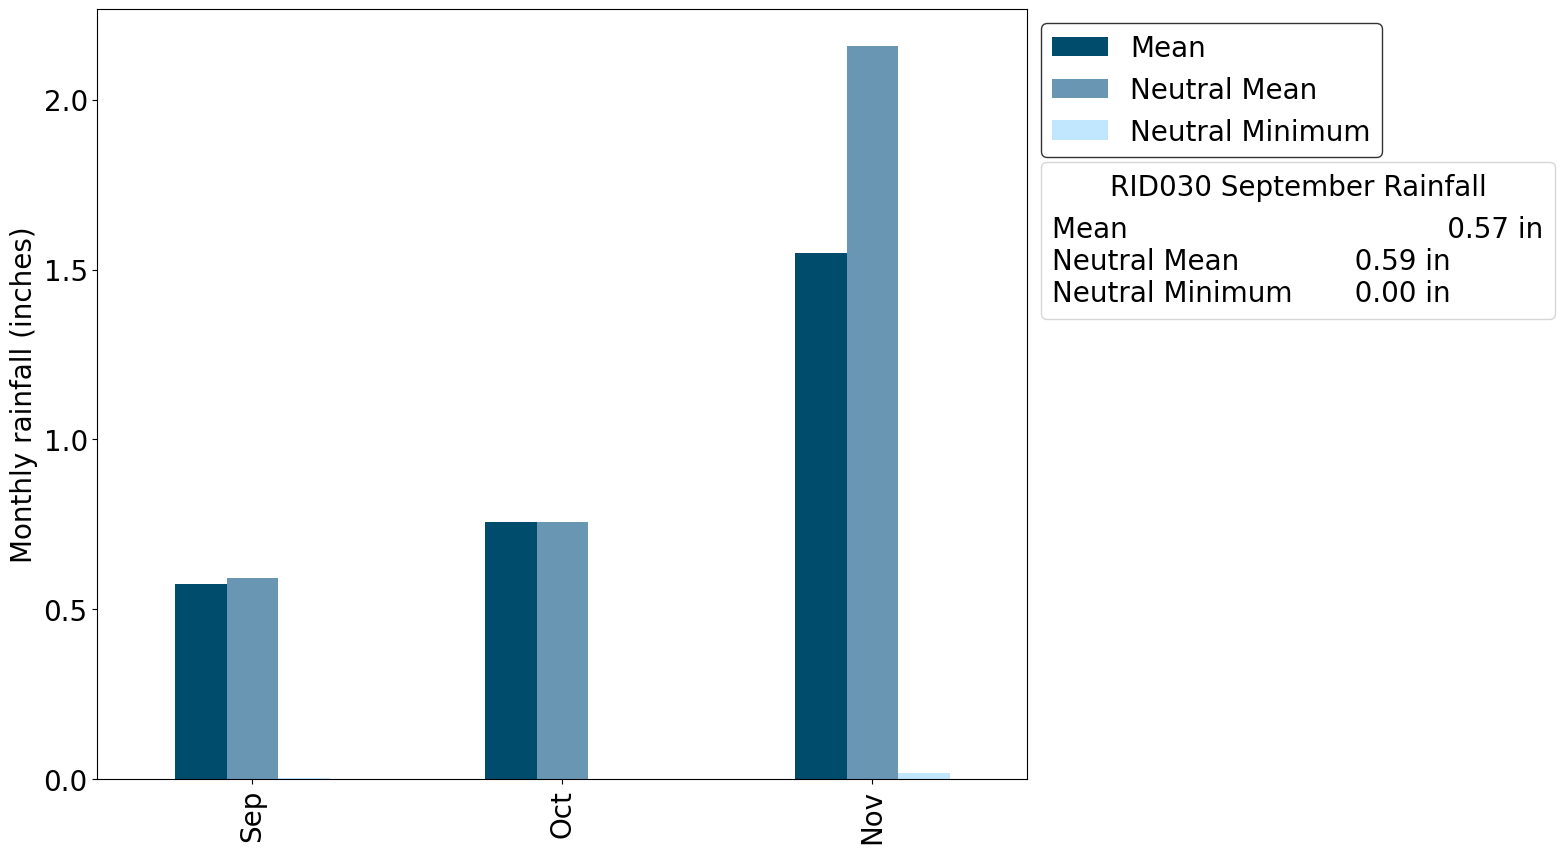 Monthly rainfall (inches)
2.0
1.5
1.0
0.5
0.0
Sep
Oct
Nov
Mean
Neutral Mean
Neutral Minimum
RID030 September Rainfall
Mean 0.57 in
Neutral Mean 0.59 in
Neutral Minimum 0.00 in